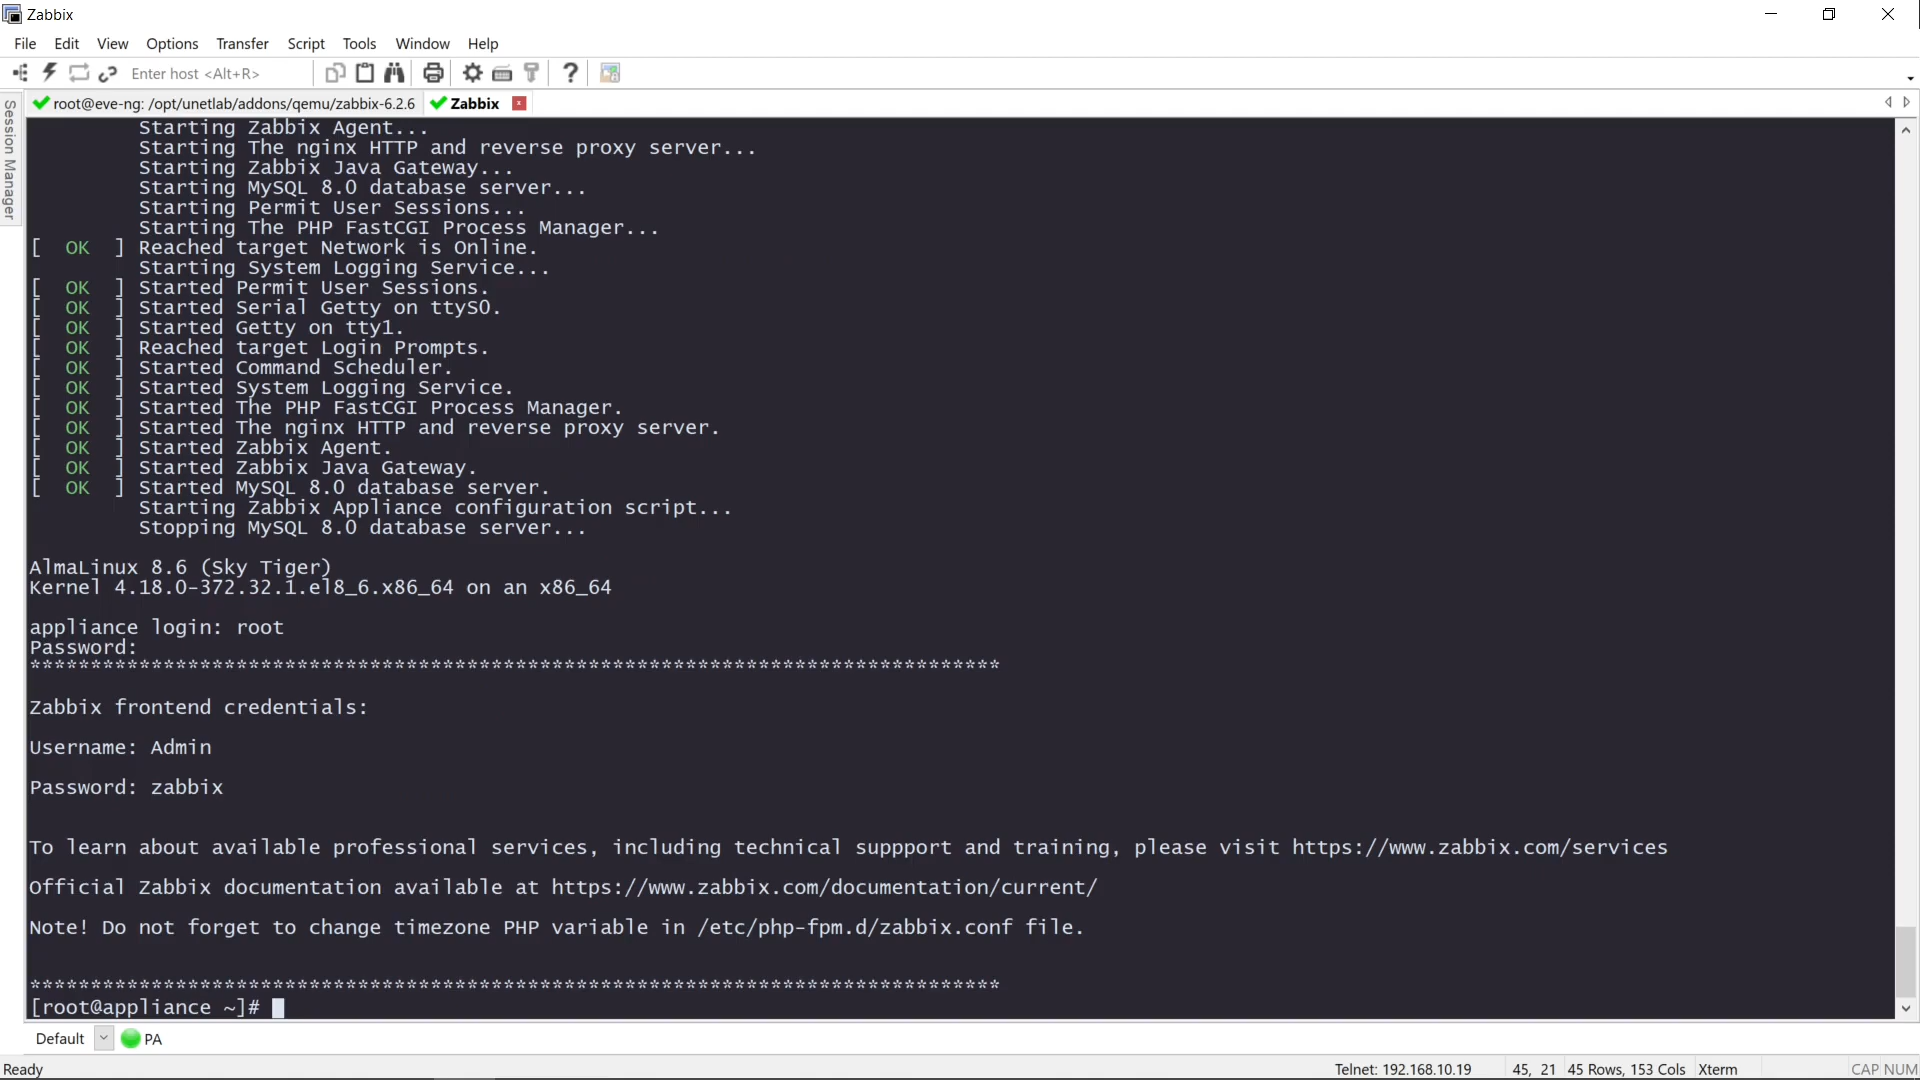 Zabbix
File Edit View Options Transfer Script Tools Window Help
Enter host <Alt+R>
Session Manager
root@eve-ng: /opt/unetlab/addons/qemu/zabbix-6.2.6 Zabbix
Starting Zabbix Agent...
Starting The nginx HTTP and reverse proxy server...
Starting Zabbix Java Gateway...
Starting MySQL 8.0 database server...
Starting Permit User Sessions...
Starting The PHP FastCGI Process Manager...
[  OK  ] Reached target Network is Online.
Starting System Logging Service...
[  OK  ] Started Permit User Sessions.
[  OK  ] Started Serial Getty on ttyS0.
[  OK  ] Started Getty on tty1.
[  OK  ] Reached target Login Prompts.
[  OK  ] Started Command Scheduler.
[  OK  ] Started System Logging Service.
[  OK  ] Started The PHP FastCGI Process Manager.
[  OK  ] Started The nginx HTTP and reverse proxy server.
[  OK  ] Started Zabbix Agent.
[  OK  ] Started Zabbix Java Gateway.
[  OK  ] Started MySQL 8.0 database server.
Starting Zabbix Appliance configuration script...
Stopping MySQL 8.0 database server...
AlmaLinux 8.6 (Sky Tiger)
Kernel 4.18.0-372.32.1.el8_6.x86_64 on an x86_64
appliance login: root
Password:
********************************************************************************
Zabbix frontend credentials:
Username: Admin
Password: zabbix
To learn about available professional services, including technical suppport and training, please visit https://www.zabbix.com/services
Official Zabbix documentation available at https://www.zabbix.com/documentation/current/
Note! Do not forget to change timezone PHP variable in /etc/php-fpm.d/zabbix.conf file.
********************************************************************************
[root@appliance ~]#
Default PA
Ready Telnet: 192.168.10.19 45, 21 45 Rows, 153 Cols Xterm CAP NUM